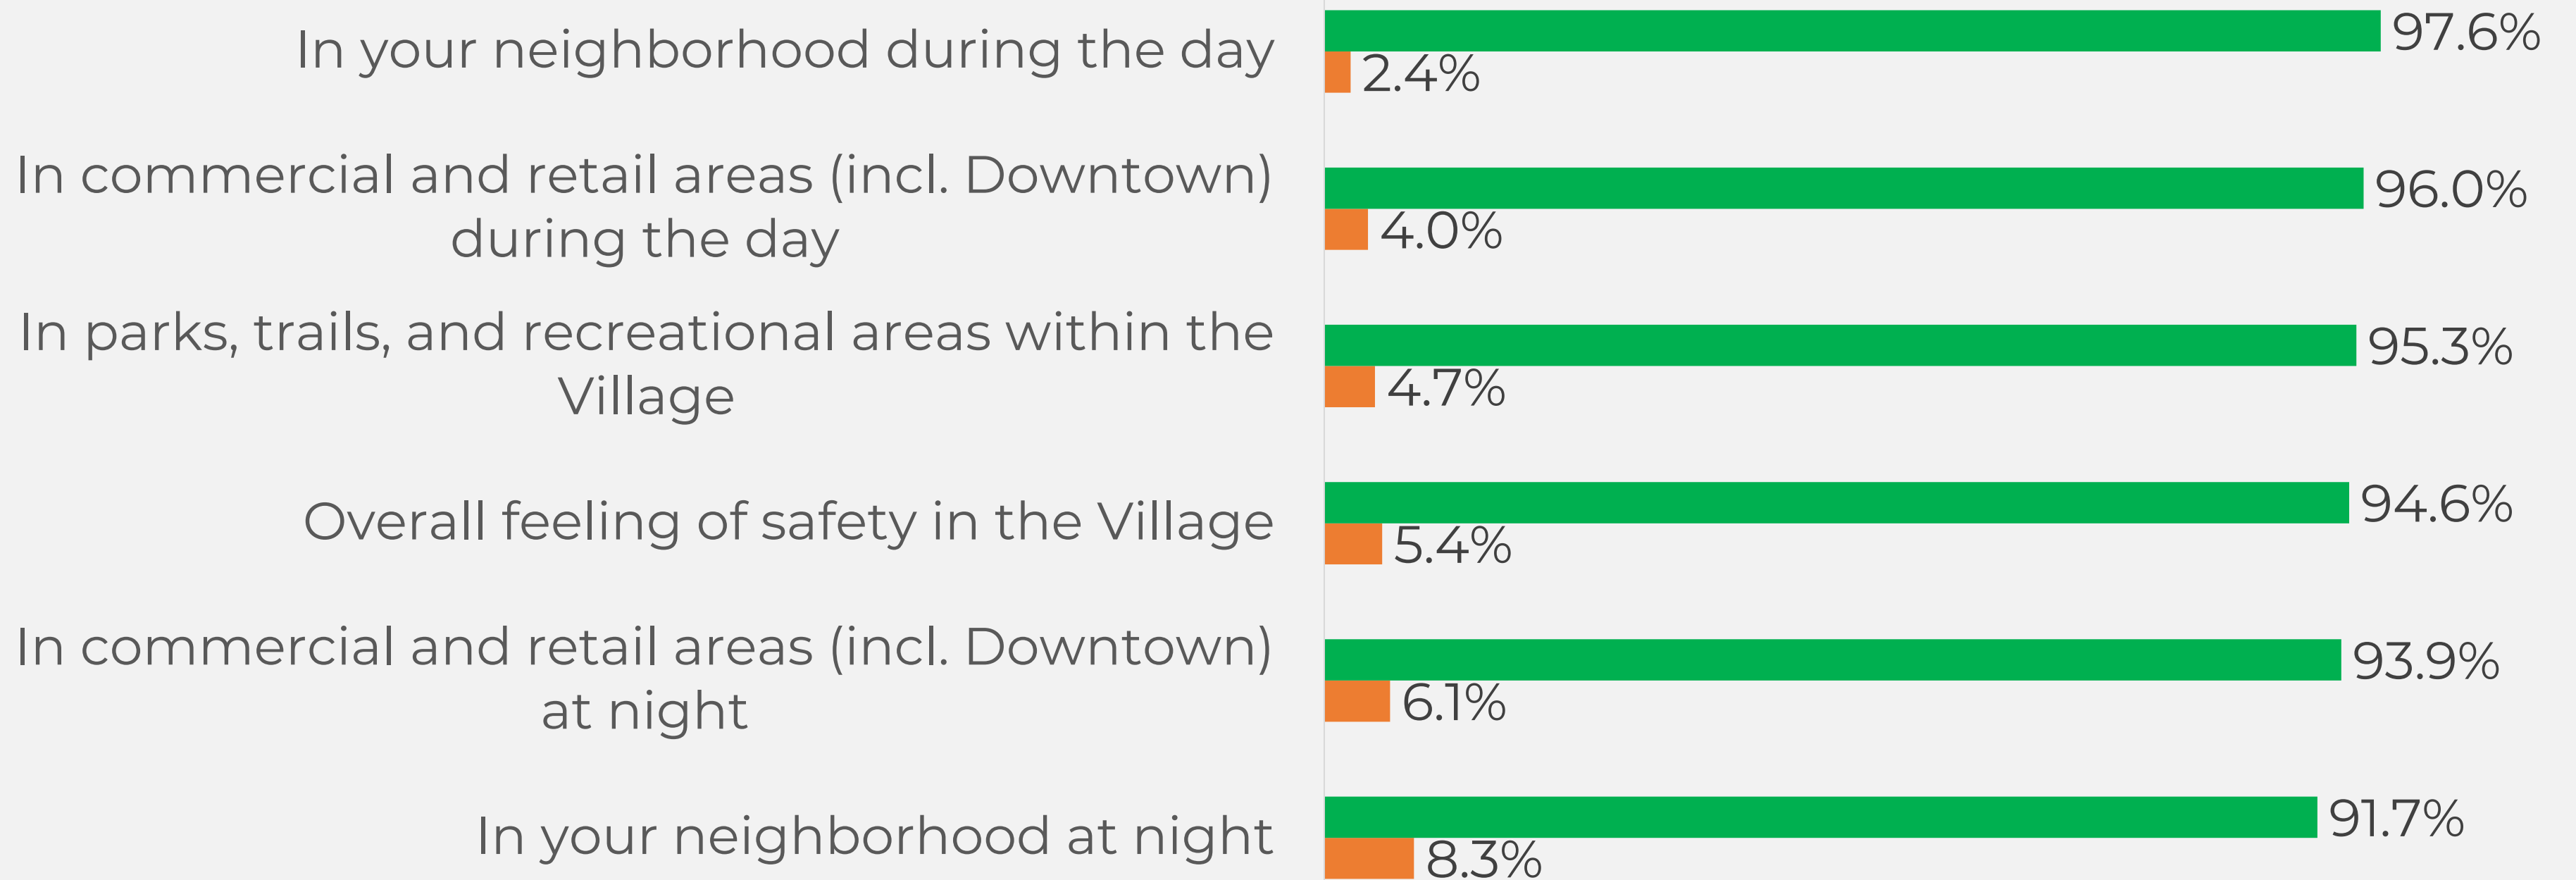 In your neighborhood during the day
97.6%
2.4%
In commercial and retail areas (incl. Downtown)
during the day
96.0%
4.0%
In parks, trails, and recreational areas within the
Village
95.3%
4.7%
Overall feeling of safety in the Village
94.6%
5.4%
In commercial and retail areas (incl. Downtown)
at night
93.9%
6.1%
In your neighborhood at night
91.7%
8.3%